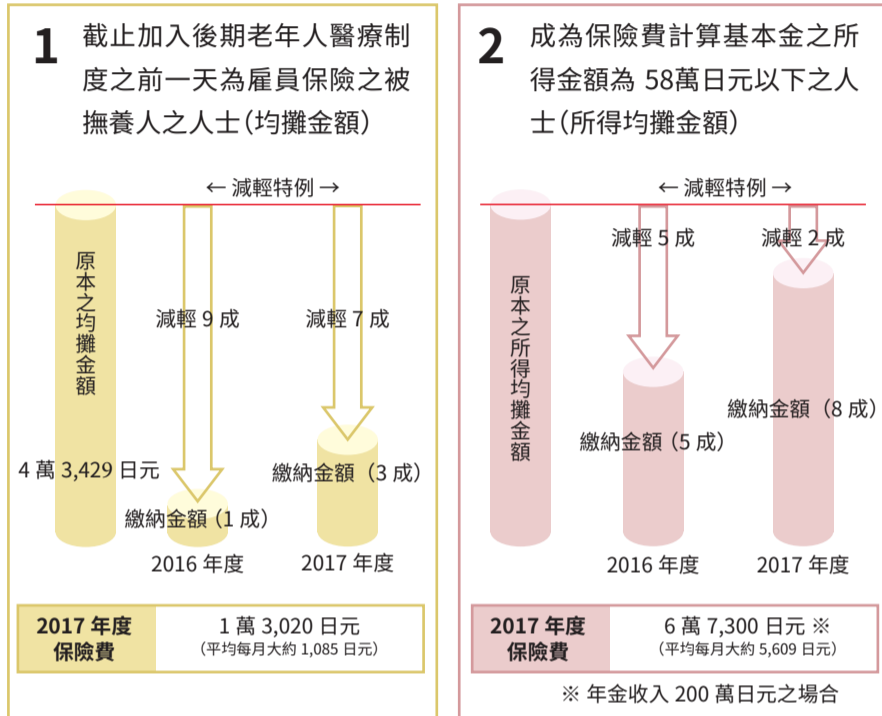 1
截止加入後期老年人醫療制
度之前一天為雇員保險之被
撫養人之人士(均攤金額)
← 減輕特例 →
原本之均攤金額
4 萬 3,429 日元
減輕 9 成
減輕 7 成
繳納金額 (1 成)
繳納金額 (3 成)
2016 年度
2017 年度
2017 年度
保險費
1 萬 3,020 日元
(平均每月大約 1,085 日元)
2
成為保險費計算基本金之所
得金額為 58萬日元以下之人
士(所得均攤金額)
← 減輕特例 →
原本之所得均攤金額
減輕 5 成
減輕 2 成
繳納金額 (5 成)
繳納金額 (8 成)
2016 年度
2017 年度
2017 年度
保險費
6 萬 7,300 日元 ※
(平均每月大約 5,609 日元)
※ 年金收入 200 萬日元之場合